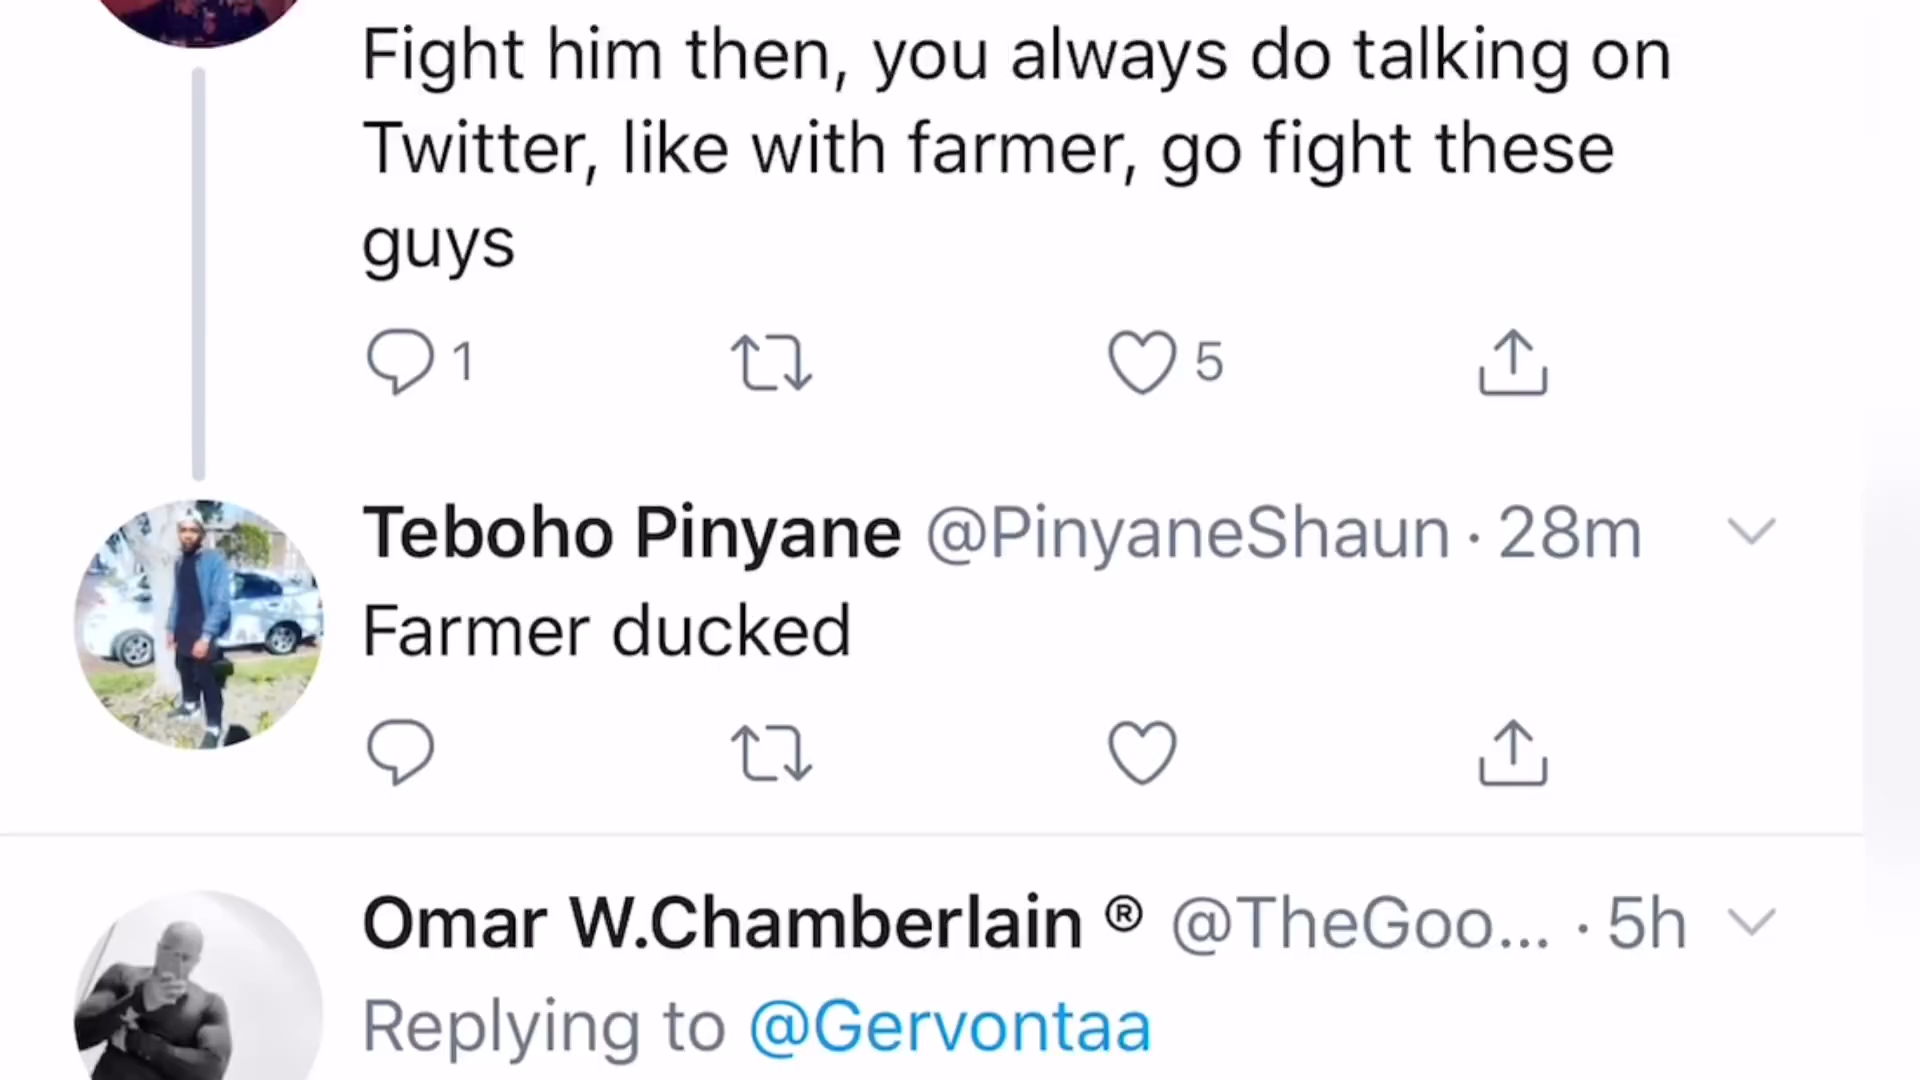 Fight him then, you always do talking on
Twitter, like with farmer, go fight these
guys
1 5
Teboho Pinyane @PinyaneShaun · 28m
Farmer ducked
Omar W.Chamberlain ® @TheGoo... · 5h
Replying to @Gervontaa